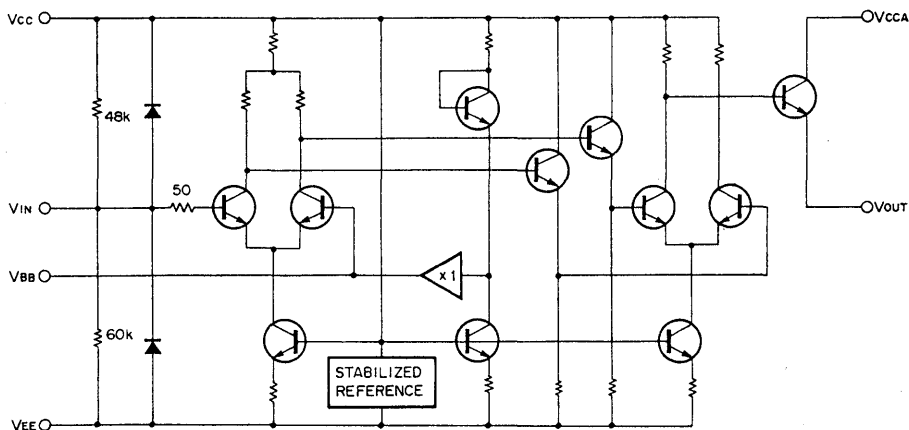 VCC
VCCA
48k
50
VIN
VOUT
VBB
x1
60k
STABILIZED
REFERENCE
VEE